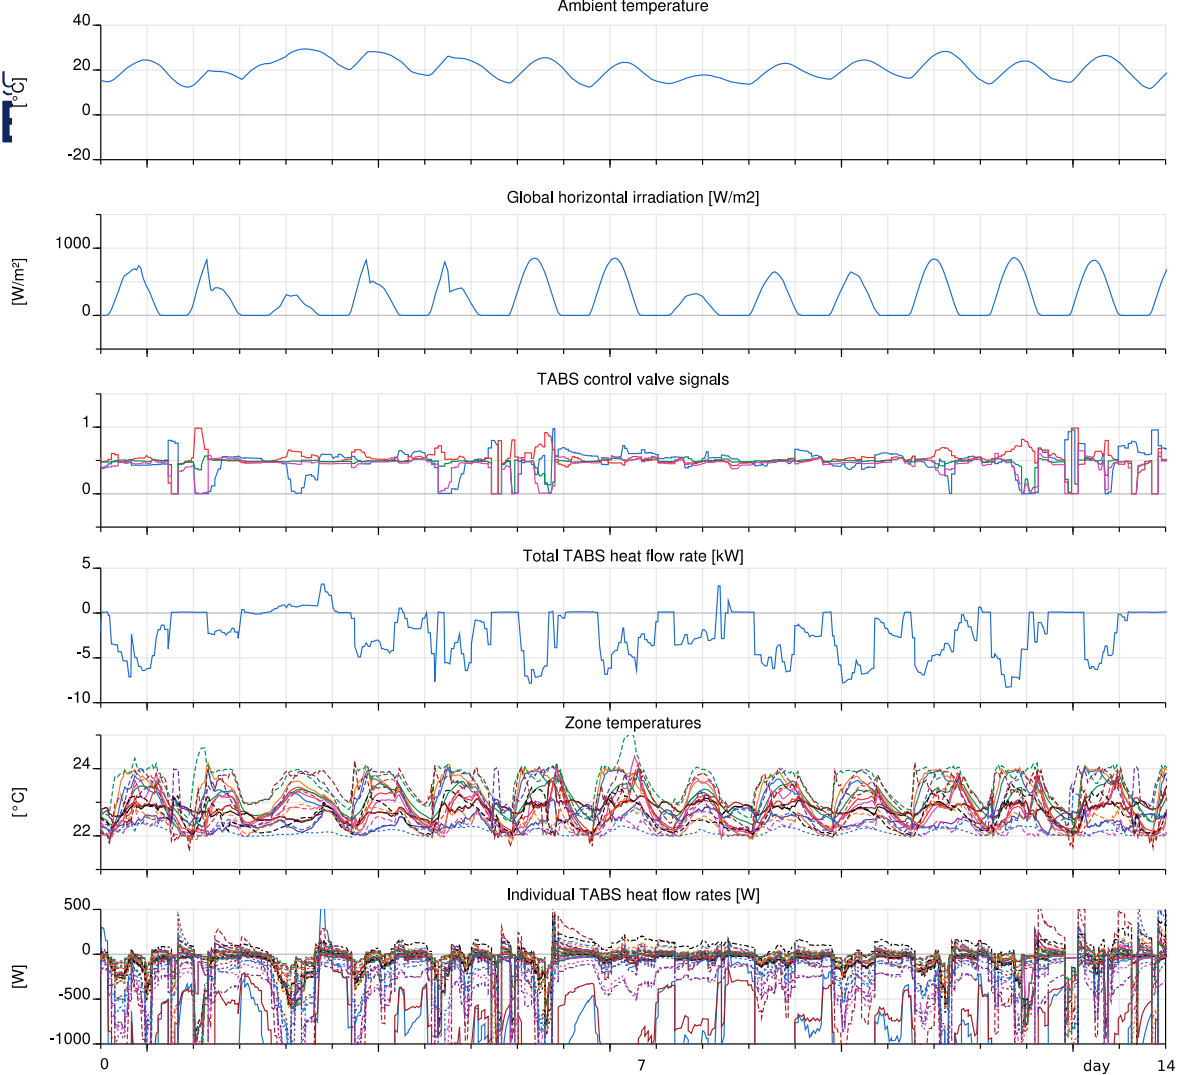 Ambient temperature
40
20
0
-20
[°C]
Global horizontal irradiation [W/m2]
1000
0
[W/m²]
TABS control valve signals
1
0
Total TABS heat flow rate [kW]
5
0
-5
-10
Zone temperatures
24
22
[°C]
Individual TABS heat flow rates [W]
500
0
-500
-1000
[W]
0
7
day
14